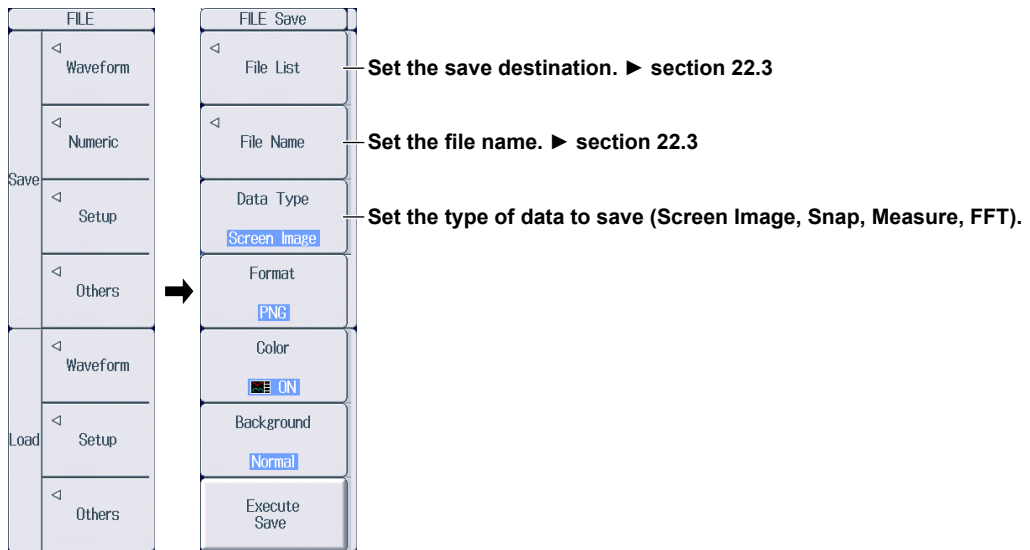 FILE
Save
◁
Waveform
◁
Numeric
◁
Setup
◁
Others
Load
◁
Waveform
◁
Setup
◁
Others
FILE Save
◁
File List
Set the save destination. ► section 22.3
◁
File Name
Set the file name. ► section 22.3
Data Type
Screen Image
Set the type of data to save (Screen Image, Snap, Measure, FFT).
Format
PNG
Color
ON
Background
Normal
Execute
Save